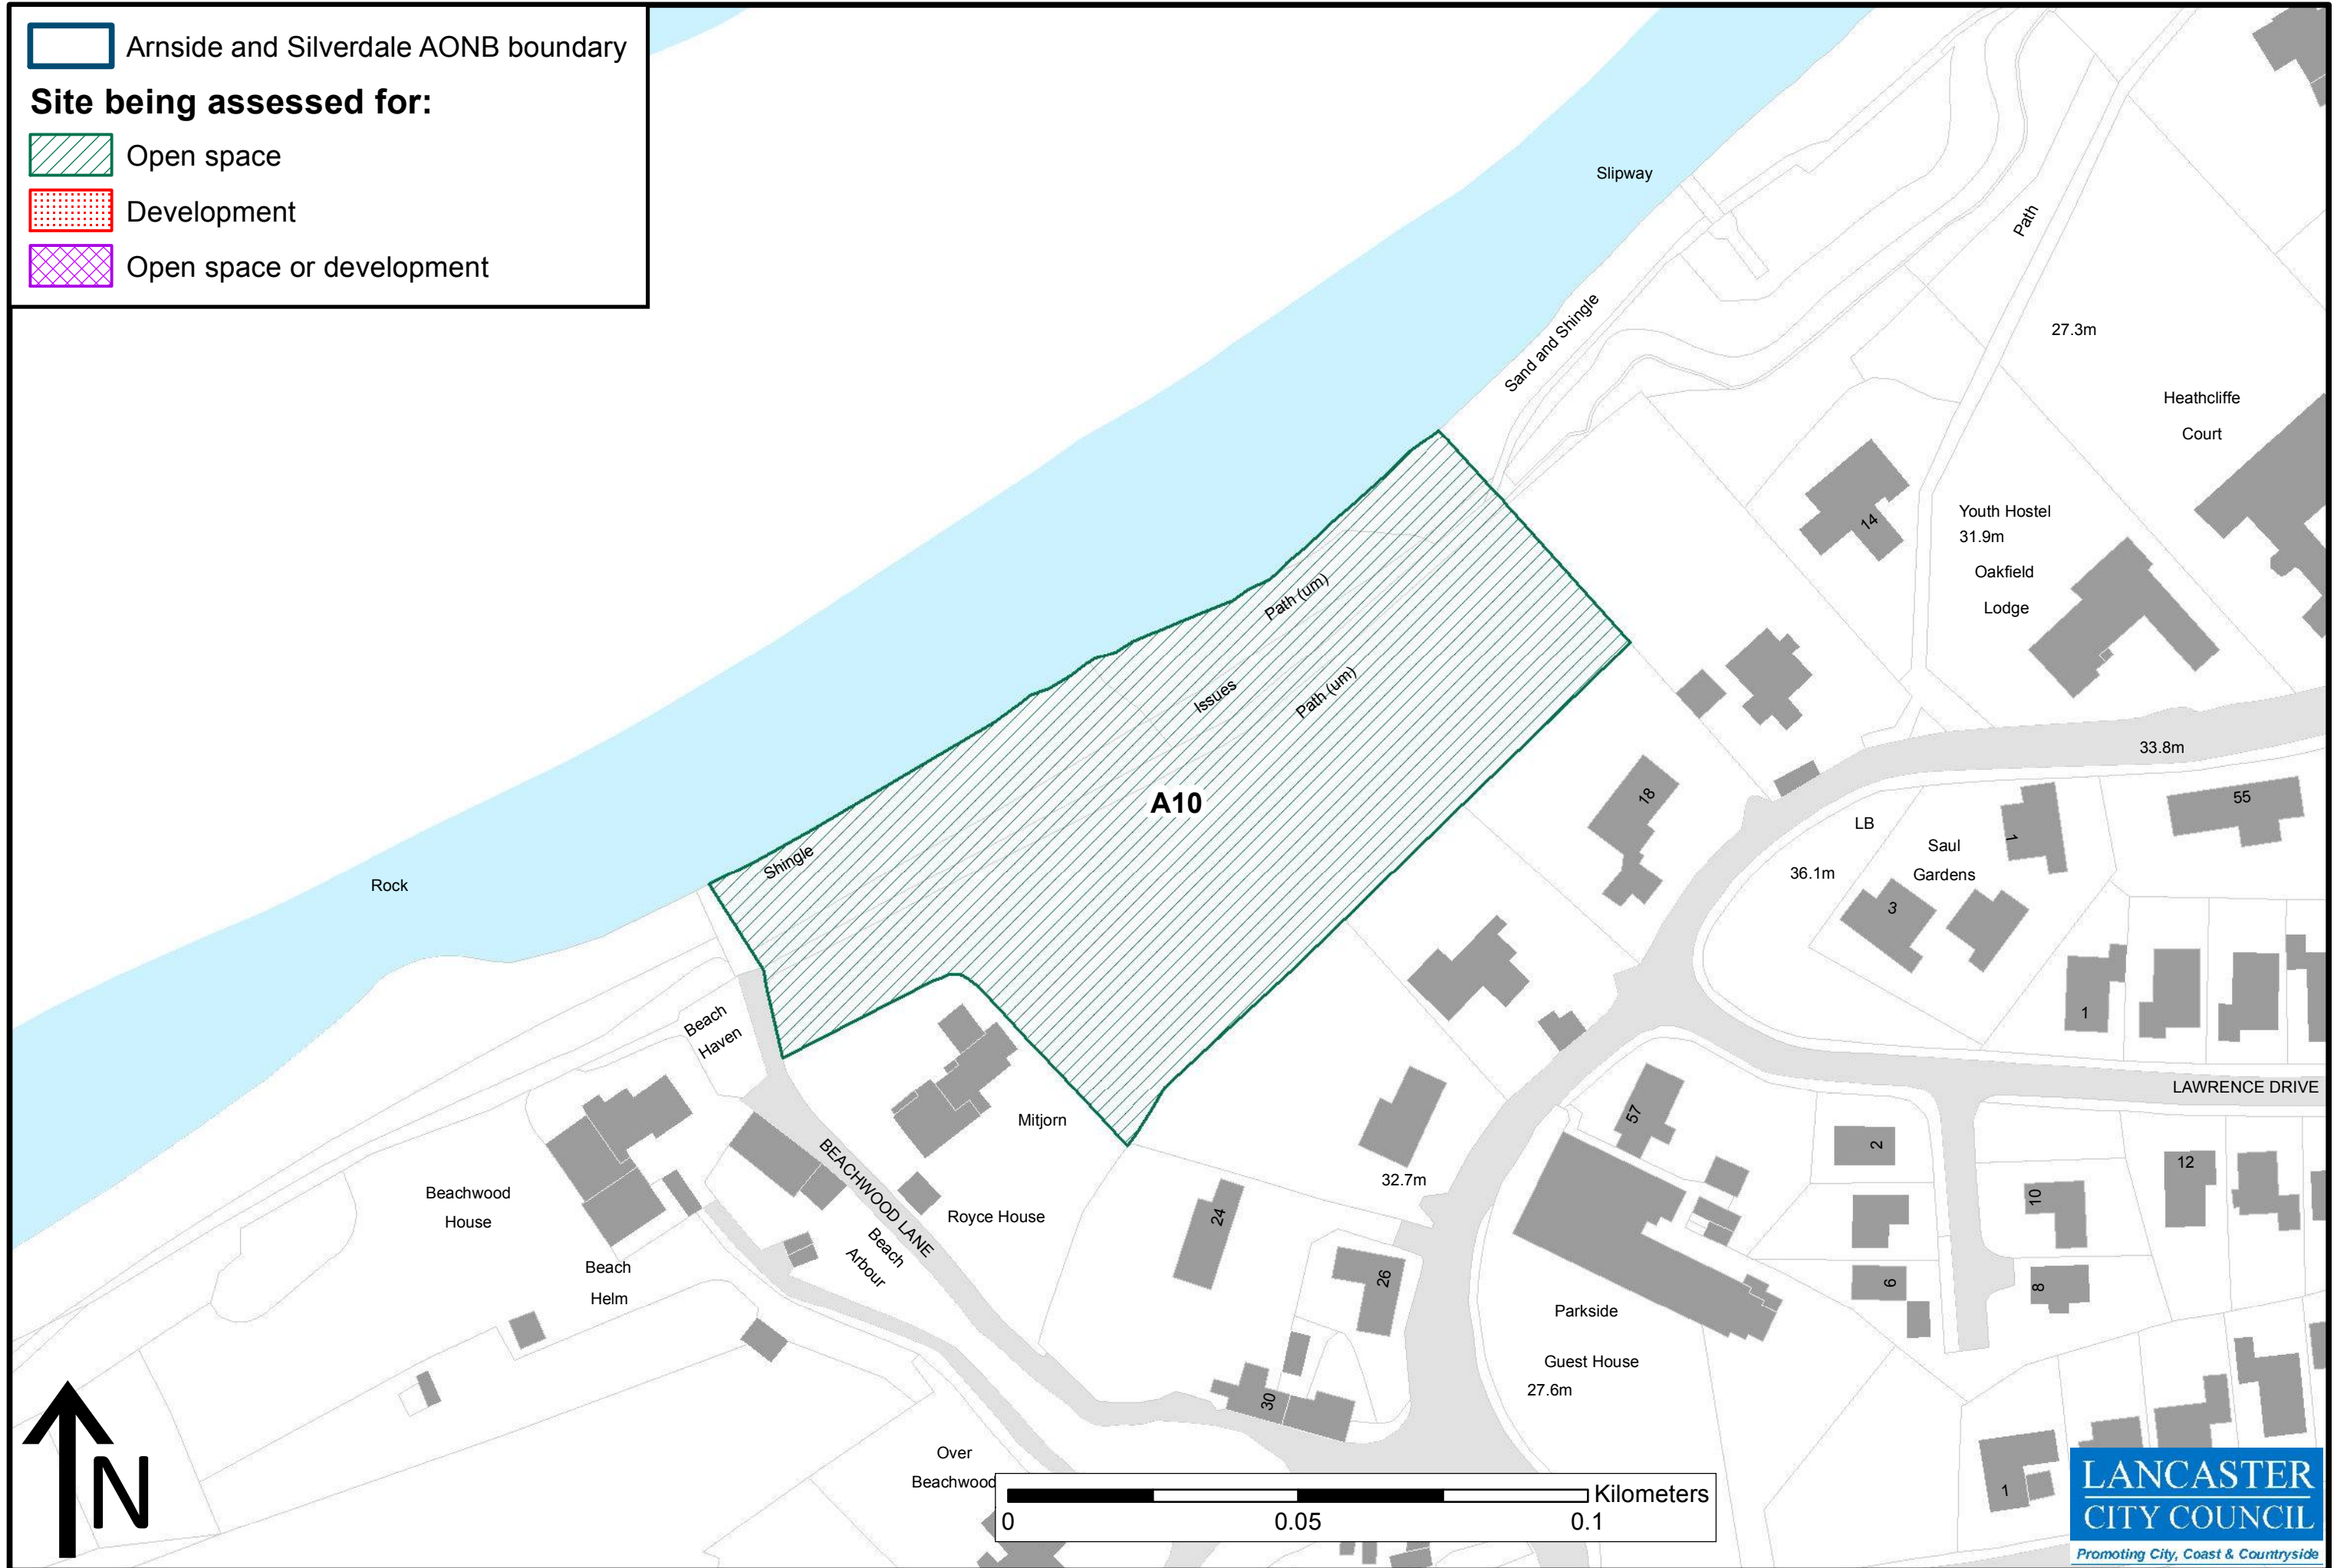 Arnside and Silverdale AONB boundary
Site being assessed for:
Open space
Development
Open space or development
Slipway
Path
Sand and Shingle
27.3m
Heathcliffe
Court
14
Youth Hostel
31.9m
Oakfield
Lodge
Path (um)
Issues
Path (um)
A10
Shingle
Rock
33.8m
18
LB
36.1m
Saul
Gardens
1
55
3
1
LAWRENCE DRIVE
Beach
Haven
Mitjorn
BEACHWOOD LANE
Royce House
Beach
Arbour
Beachwood
House
Beach
Helm
32.7m
24
26
30
57
2
6
10
8
12
Parkside
Guest House
27.6m
1
Over
Beachwood
N
Kilometers
0
0.05
0.1
LANCASTER
CITY COUNCIL
Promoting City, Coast & Countryside